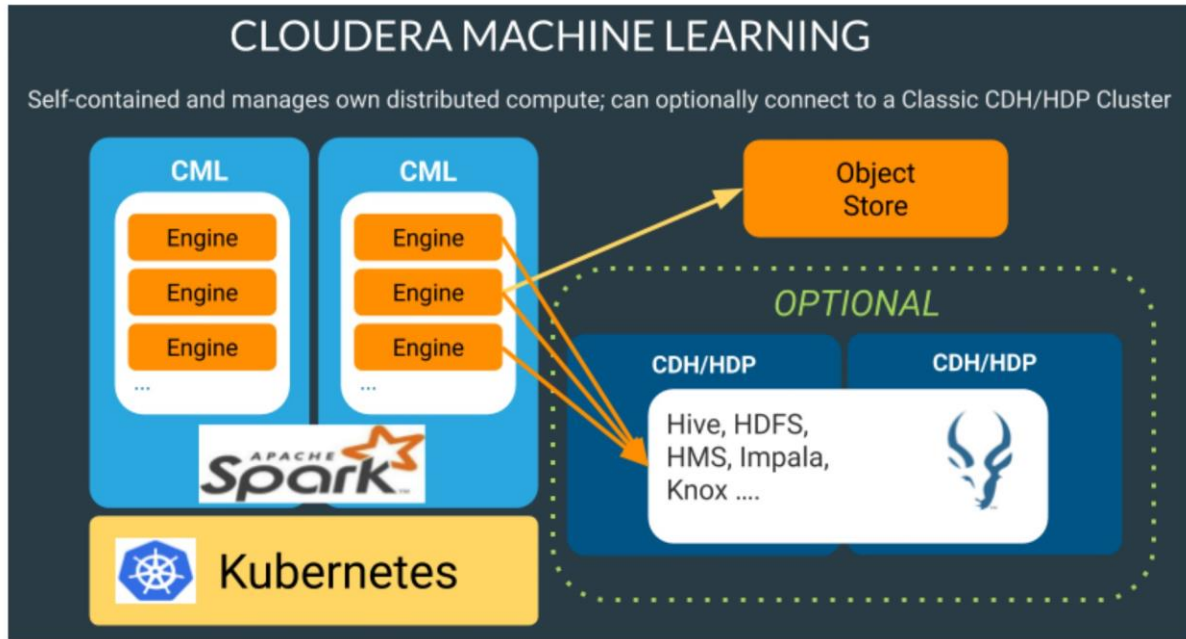 CLOUDERA MACHINE LEARNING
Self-contained and manages own distributed compute; can optionally connect to a Classic CDH/HDP Cluster
CML
Engine
Engine
Engine
...
CML
Engine
Engine
Engine
...
APACHE
Spark™
Kubernetes
Object
Store
OPTIONAL
CDH/HDP
CDH/HDP
Hive, HDFS,
HMS, Impala,
Knox ....